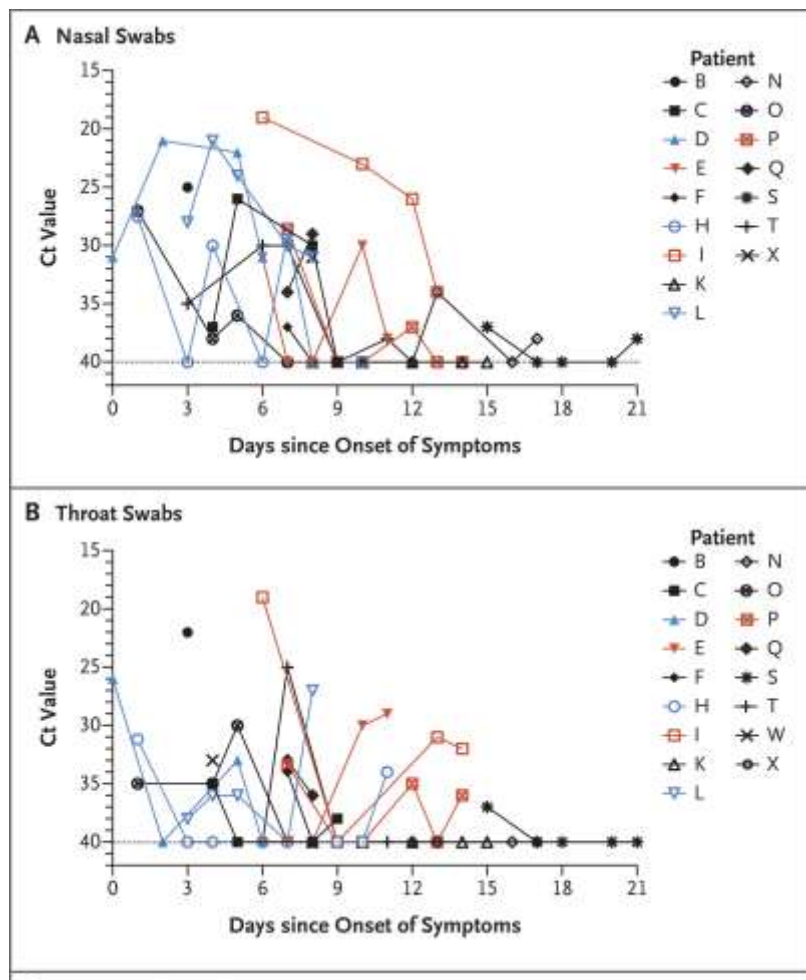 A Nasal Swabs
15
20
25
30
35
40
Ct Value
0 3 6 9 12 15 18 21
Days since Onset of Symptoms
Patient
B N
C O
D P
E Q
F S
H T
I X
K
L
B Throat Swabs
15
20
25
30
35
40
Ct Value
0 3 6 9 12 15 18 21
Days since Onset of Symptoms
Patient
B N
C O
D P
E Q
F S
H T
I W
K X
L